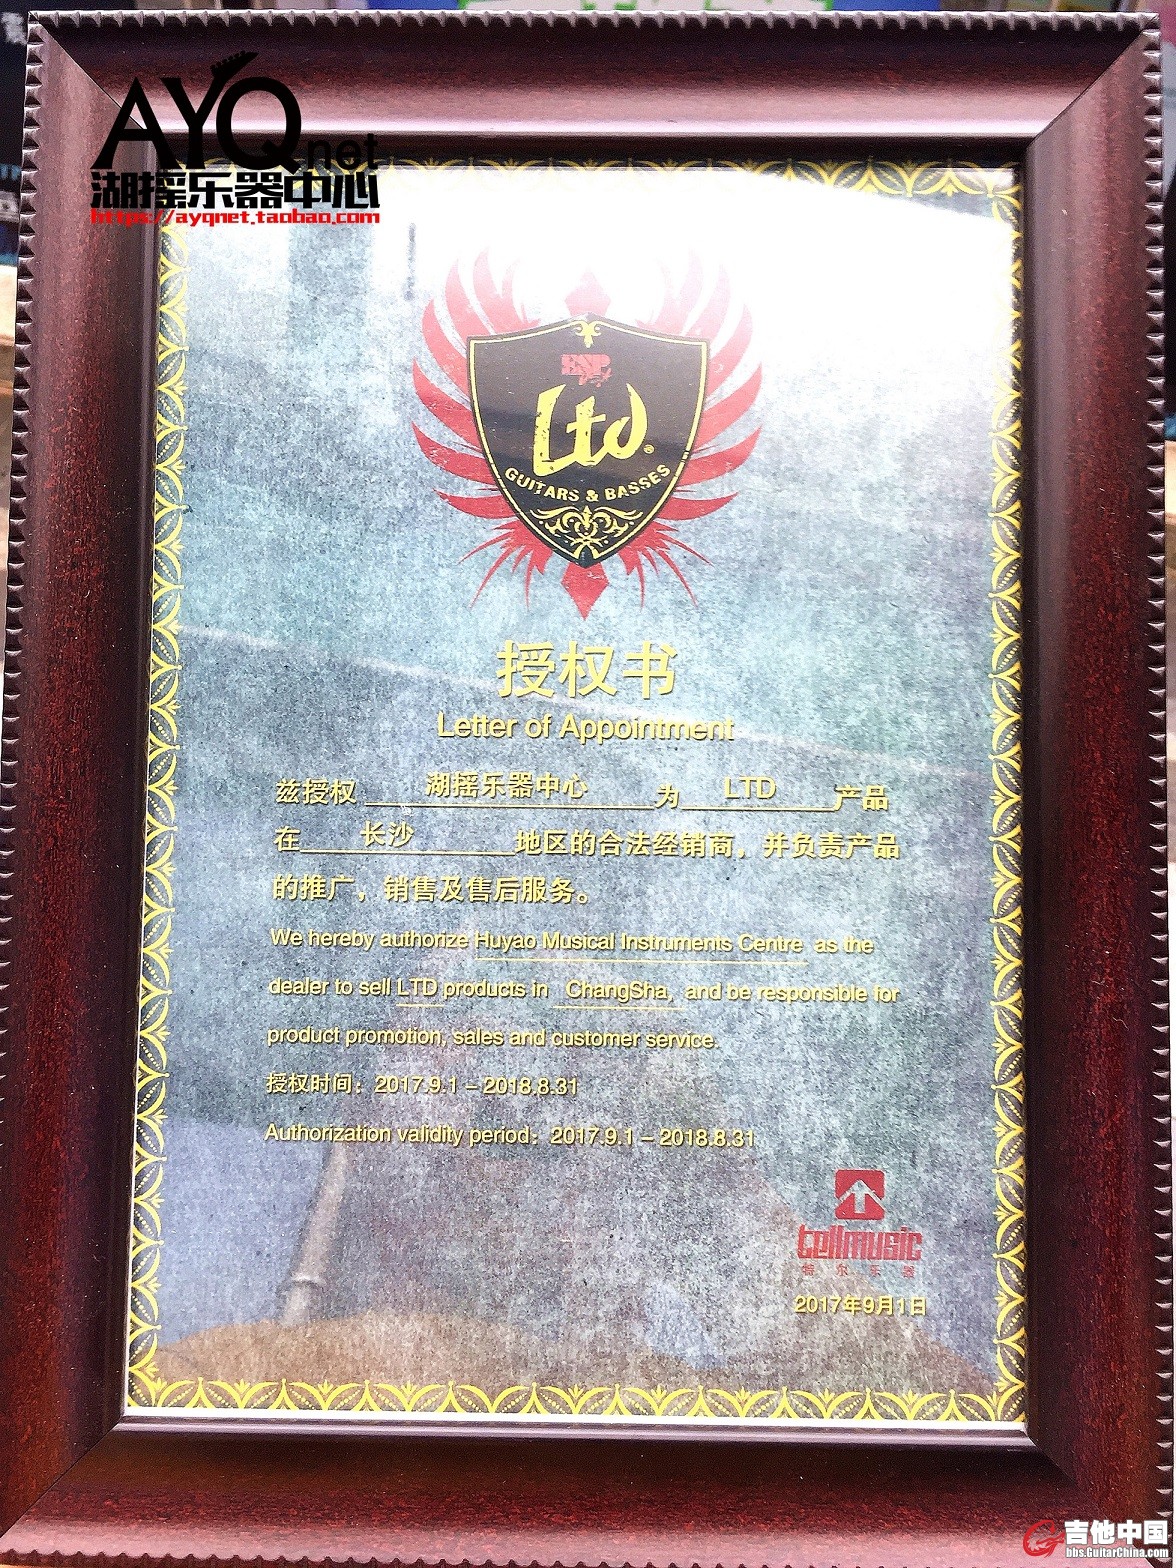 AYQnet
湖摇乐器中心
https://ayqnet.taobao.com
ESP
Ltd
GUITARS & BASSES
授权书
Letter of Appointment
兹授权 湖摇乐器中心 为 LTD 产品
在 长沙 地区的合法经销商，并负责产品
的推广，销售及售后服务。
We hereby authorize Huyao Musical Instruments Centre as the
dealer to sell LTD products in ChangSha, and be responsible for
product promotion, sales and customer service.
授权时间：2017.9.1 – 2018.8.31
Authorization validity period：2017.9.1 – 2018.8.31
tellmusic
2017年9月1日
吉他中国
bbs.GuitarChina.com